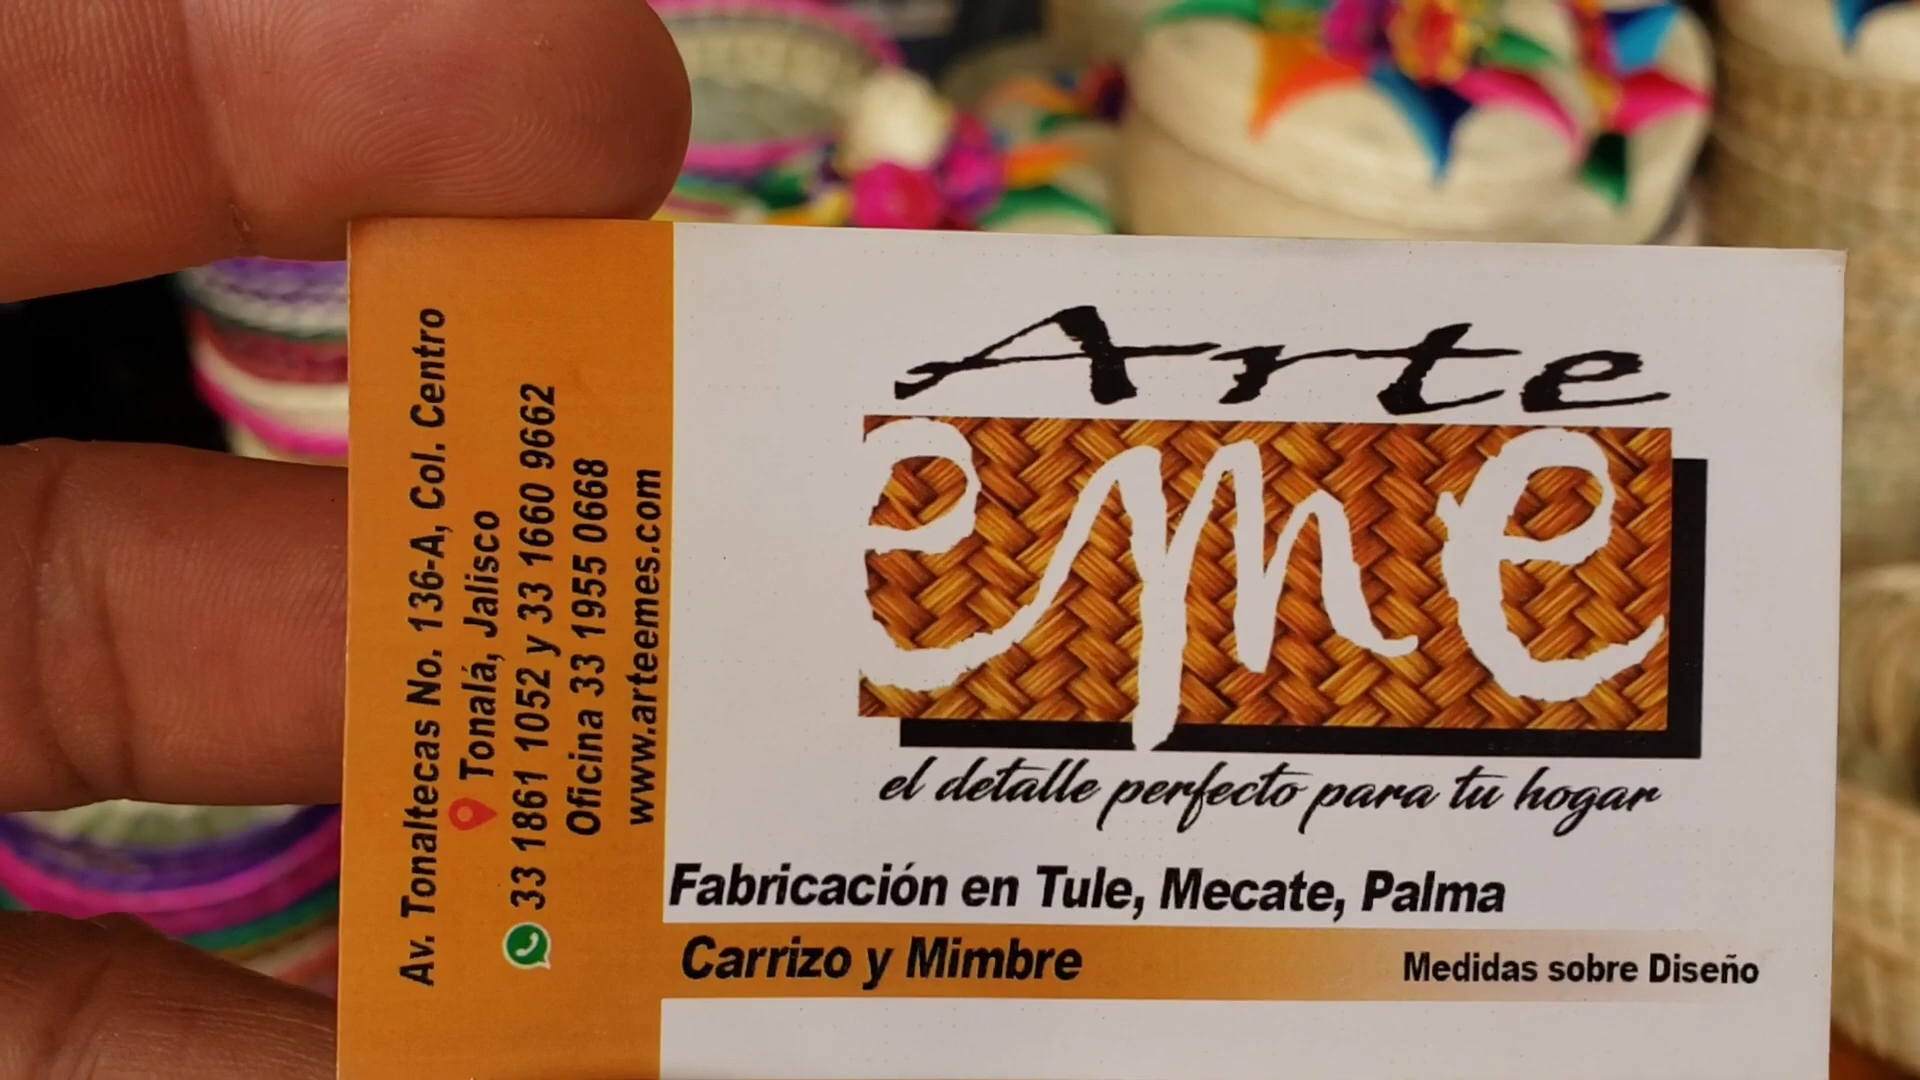 Av. Tonaltecas No. 136-A, Col. Centro
Tonalá, Jalisco
33 1861 1052 y 33 1660 9662
Oficina 33 1955 0668
www.arteemes.com
Arte
eme
el detalle perfecto para tu hogar
Fabricación en Tule, Mecate, Palma
Carrizo y Mimbre
Medidas sobre Diseño